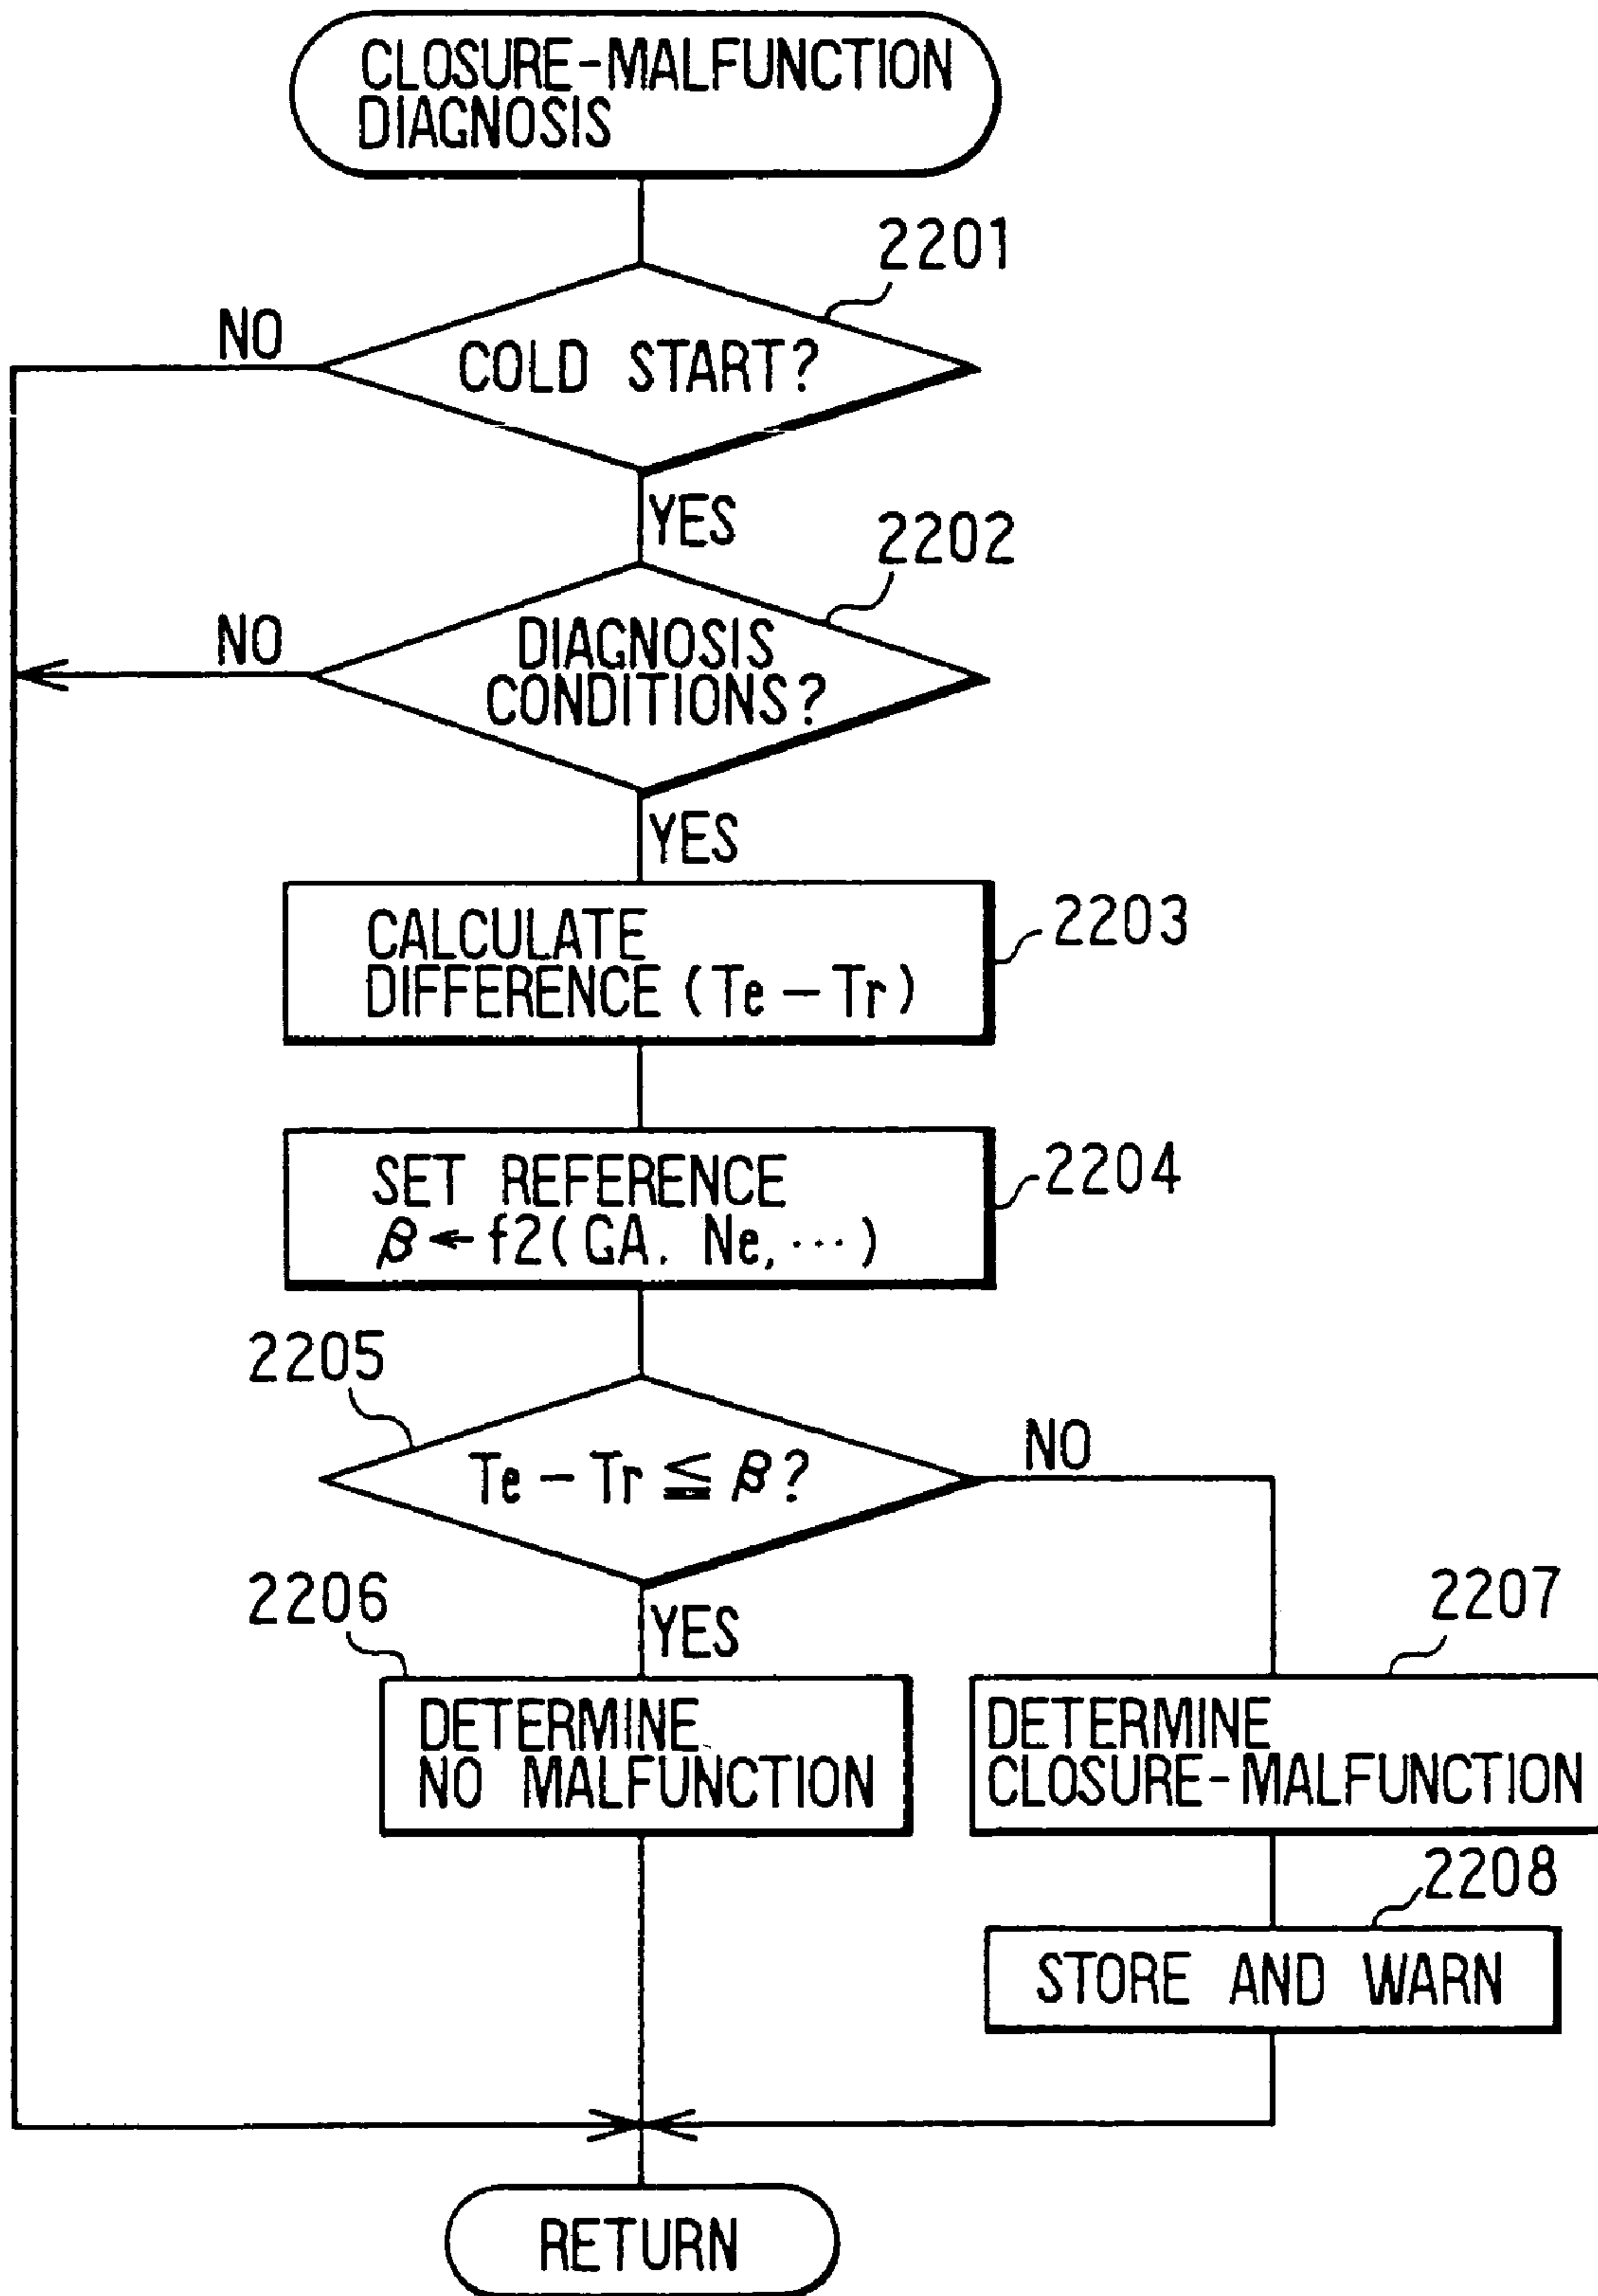 CLOSURE-MALFUNCTION
DIAGNOSIS
2201
NO
COLD START?
YES
2202
NO
DIAGNOSIS
CONDITIONS?
YES
2203
CALCULATE
DIFFERENCE (Te - Tr)
2204
SET REFERENCE
β ← f2(GA. Ne, ···)
2205
NO
Te - Tr ≦ β?
2206
YES
2207
DETERMINE
NO MALFUNCTION
DETERMINE
CLOSURE-MALFUNCTION
2208
STORE AND WARN
RETURN